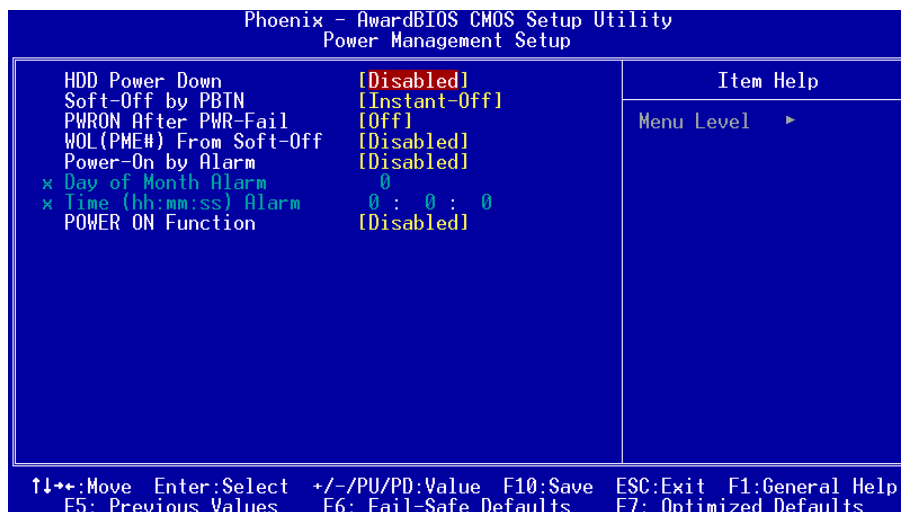 Phoenix - AwardBIOS CMOS Setup Utility
Power Management Setup
HDD Power Down [Disabled]
Soft-Off by PBTN [Instant-Off]
PWRON After PWR-Fail [Off]
WOL(PME#) From Soft-Off [Disabled]
Power-On by Alarm [Disabled]
x Day of Month Alarm 0
x Time (hh:mm:ss) Alarm 0 : 0 : 0
POWER ON Function [Disabled]
Item Help
Menu Level ►
↑↓→←:Move Enter:Select +/-/PU/PD:Value F10:Save ESC:Exit F1:General Help
F5: Previous Values F6: Fail-Safe Defaults F7: Optimized Defaults